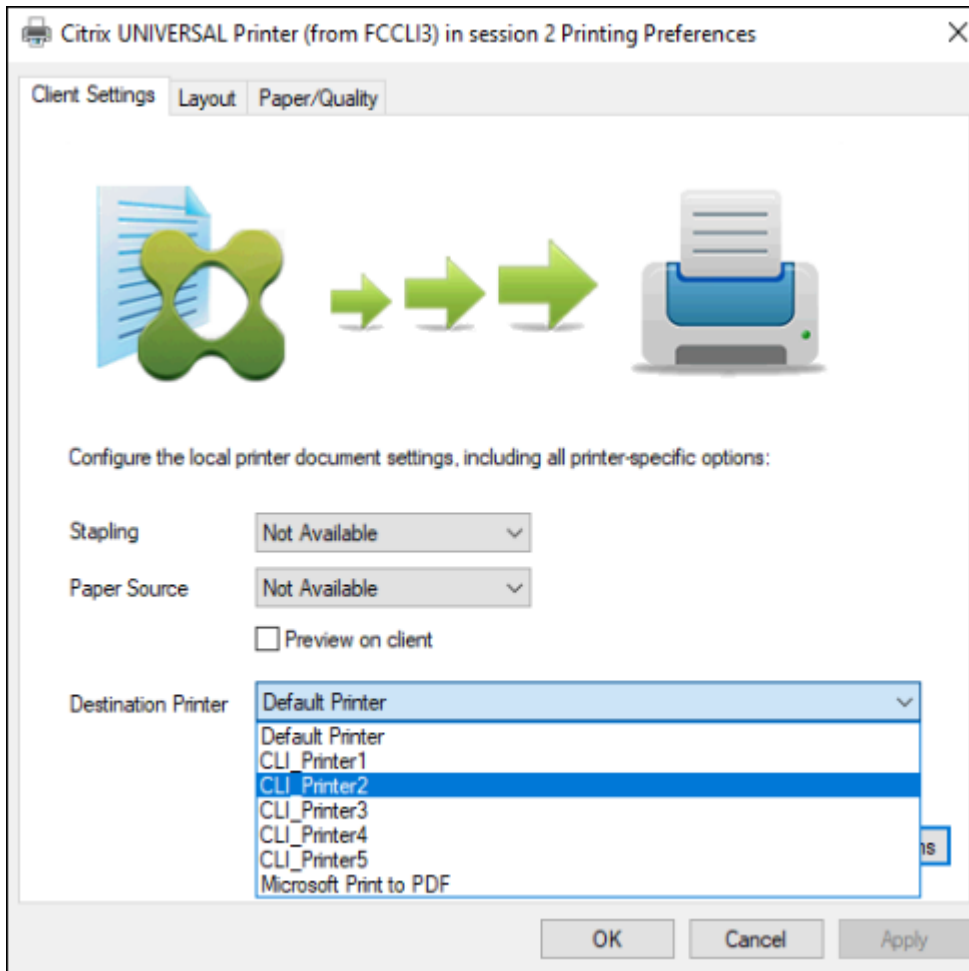 Citrix UNIVERSAL Printer (from FCCLI3) in session 2 Printing Preferences
Client Settings Layout Paper/Quality
Configure the local printer document settings, including all printer-specific options:
Stapling Not Available
Paper Source Not Available
Preview on client
Destination Printer Default Printer
Default Printer
CLI_Printer1
CLI_Printer2
CLI_Printer3
CLI_Printer4
CLI_Printer5
Microsoft Print to PDF
OK Cancel Apply